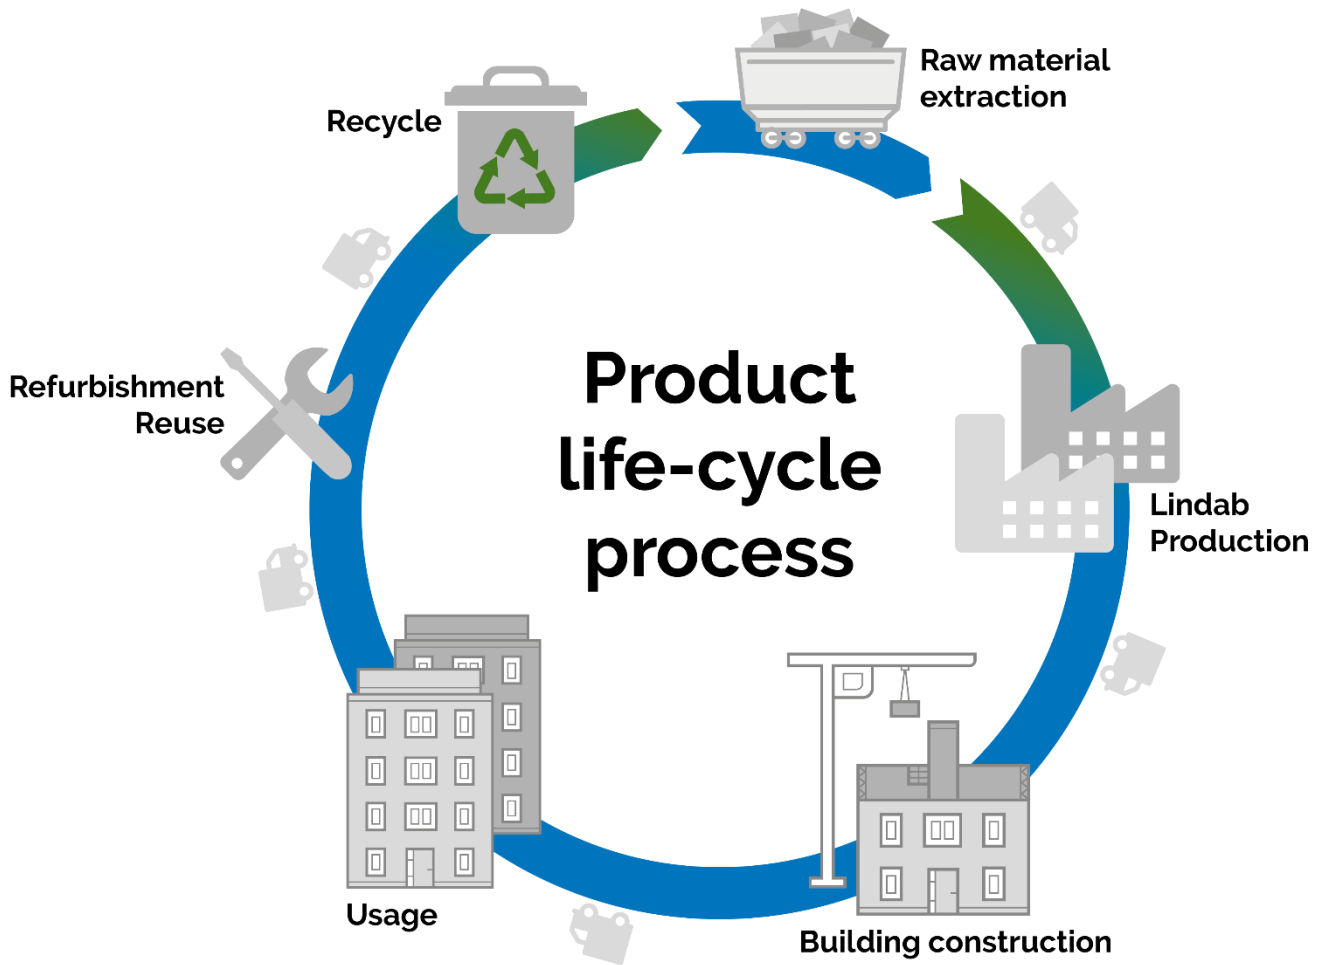 Product
life-cycle
process
Raw material
extraction
Lindab
Production
Building construction
Usage
Refurbishment
Reuse
Recycle